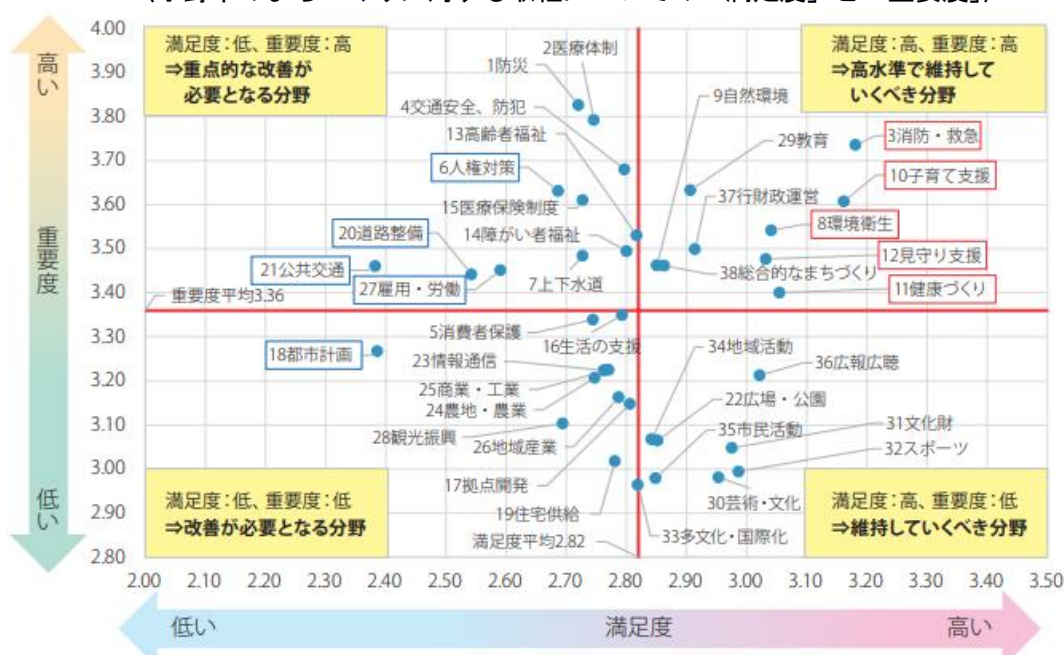 満足度:低、重要度:高
⇒重点的な改善が
必要となる分野
満足度:高、重要度:高
⇒高水準で維持して
いくべき分野
満足度:低、重要度:低
⇒改善が必要となる分野
満足度:高、重要度:低
⇒維持していくべき分野
高い
重要度
低い
4.00
3.90
3.80
3.70
3.60
3.50
3.40
3.30
3.20
3.10
3.00
2.90
2.80
2医療体制
1防災
4交通安全、防犯
13高齢者福祉
6人権対策
15医療保険制度
20道路整備
14障がい者福祉
21公共交通
27雇用・労働
7上下水道
重要度平均3.36
9自然環境
29教育
3消防・救急
10子育て支援
37行財政運営
8環境衛生
12見守り支援
38総合的なまちづくり
11健康づくり
5消費者保護
16生活の支援
18都市計画
23情報通信
25商業・工業
24農地・農業
28観光振興
26地域産業
17拠点開発
19住宅供給
満足度平均2.82
34地域活動
36広報広聴
22広場・公園
35市民活動
31文化財
32スポーツ
30芸術・文化
33多文化・国際化
2.00 2.10 2.20 2.30 2.40 2.50 2.60 2.70 2.80 2.90 3.00 3.10 3.20 3.30 3.40 3.50
低い 満足度 高い